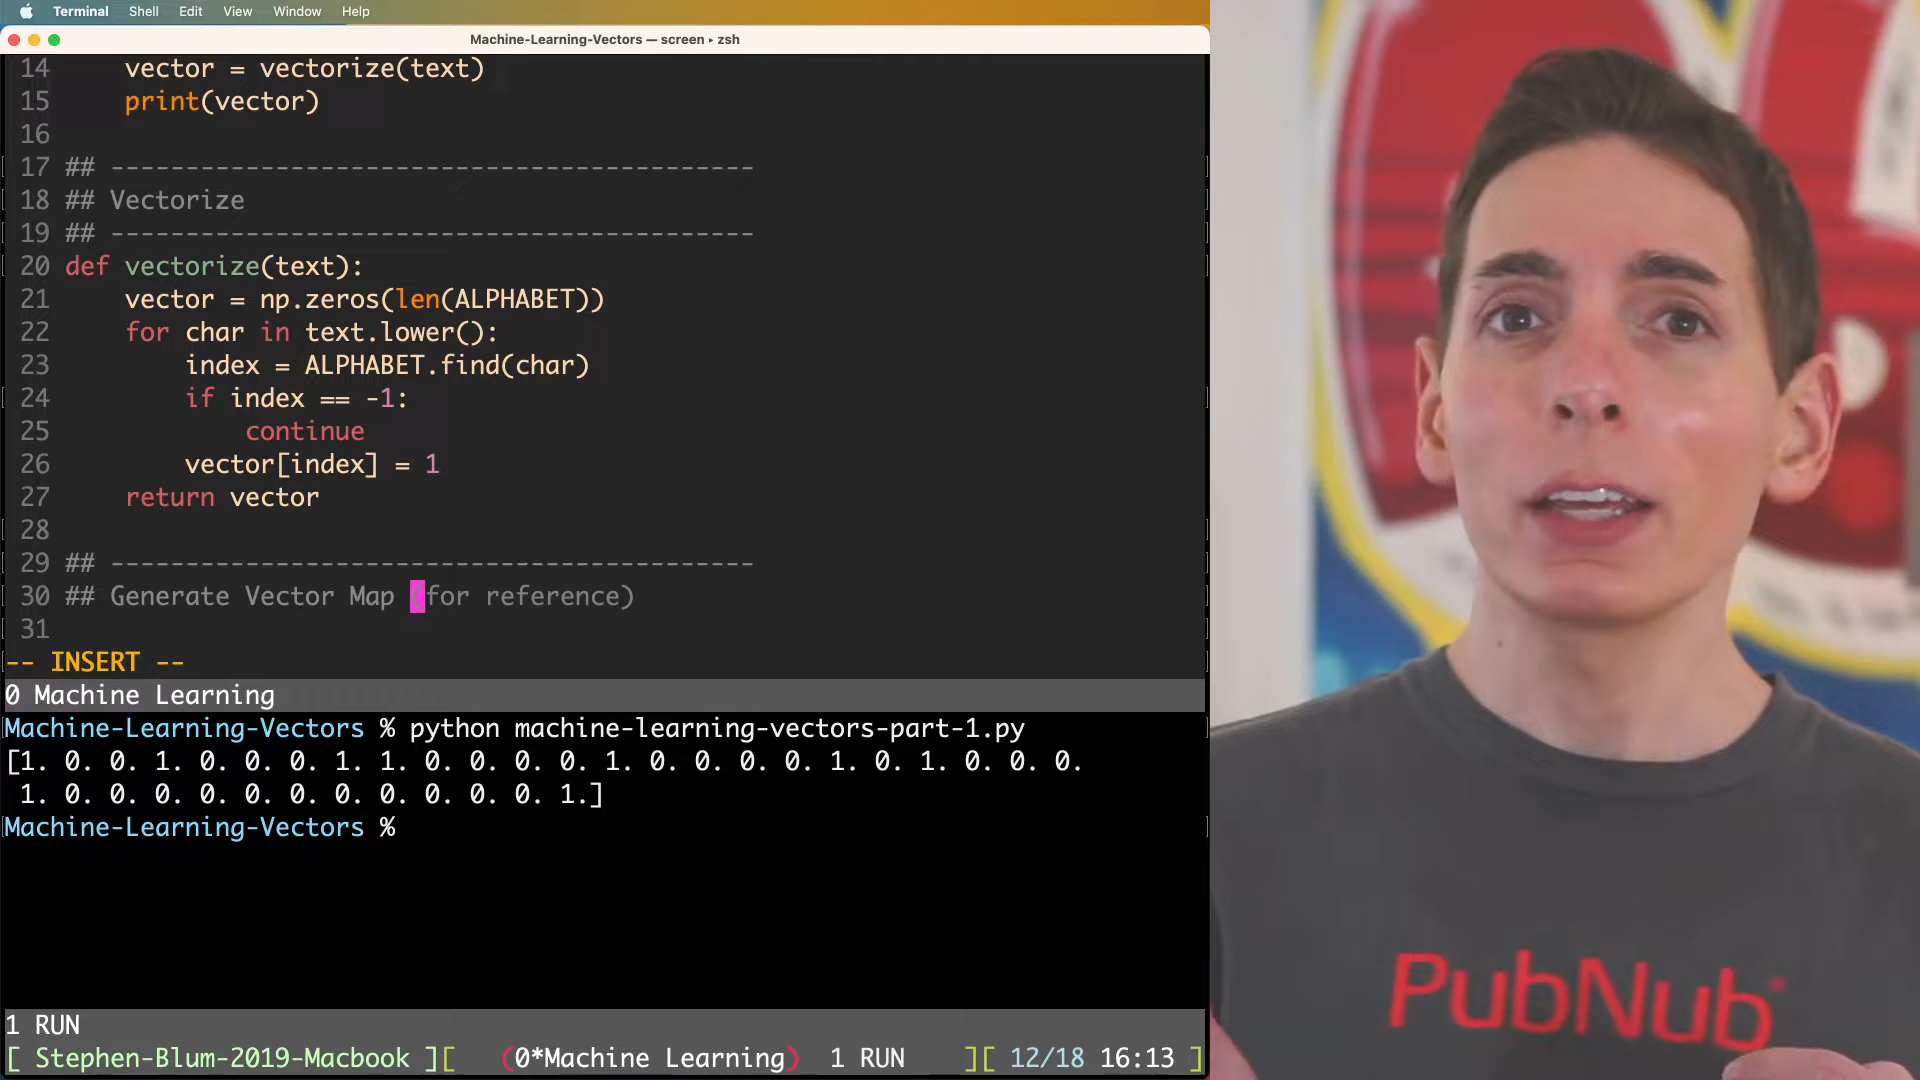 Terminal Shell Edit View Window Help
Machine-Learning-Vectors — screen ▸ zsh
14 vector = vectorize(text)
15 print(vector)
16
17 ## -------------------------------------------
18 ## Vectorize
19 ## -------------------------------------------
20 def vectorize(text):
21 vector = np.zeros(len(ALPHABET))
22 for char in text.lower():
23 index = ALPHABET.find(char)
24 if index == -1:
25 continue
26 vector[index] = 1
27 return vector
28
29 ## -------------------------------------------
30 ## Generate Vector Map (for reference)
31
-- INSERT --
0 Machine Learning
Machine-Learning-Vectors % python machine-learning-vectors-part-1.py
[1. 0. 0. 1. 0. 0. 0. 1. 1. 0. 0. 0. 0. 1. 0. 0. 0. 0. 1. 0. 1. 0. 0. 0.
1. 0. 0. 0. 0. 0. 0. 0. 0. 0. 0. 0. 1.]
Machine-Learning-Vectors %
1 RUN
[ Stephen-Blum-2019-Macbook ][ (0*Machine Learning) 1 RUN ][ 12/18 16:13 ]
PubNub